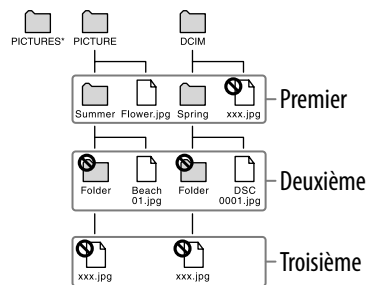 PICTURES* PICTURE DCIM
Summer Flower.jpg Spring xxx.jpg
Premier
Folder Beach 01.jpg Folder DSC 0001.jpg
Deuxième
xxx.jpg xxx.jpg
Troisième